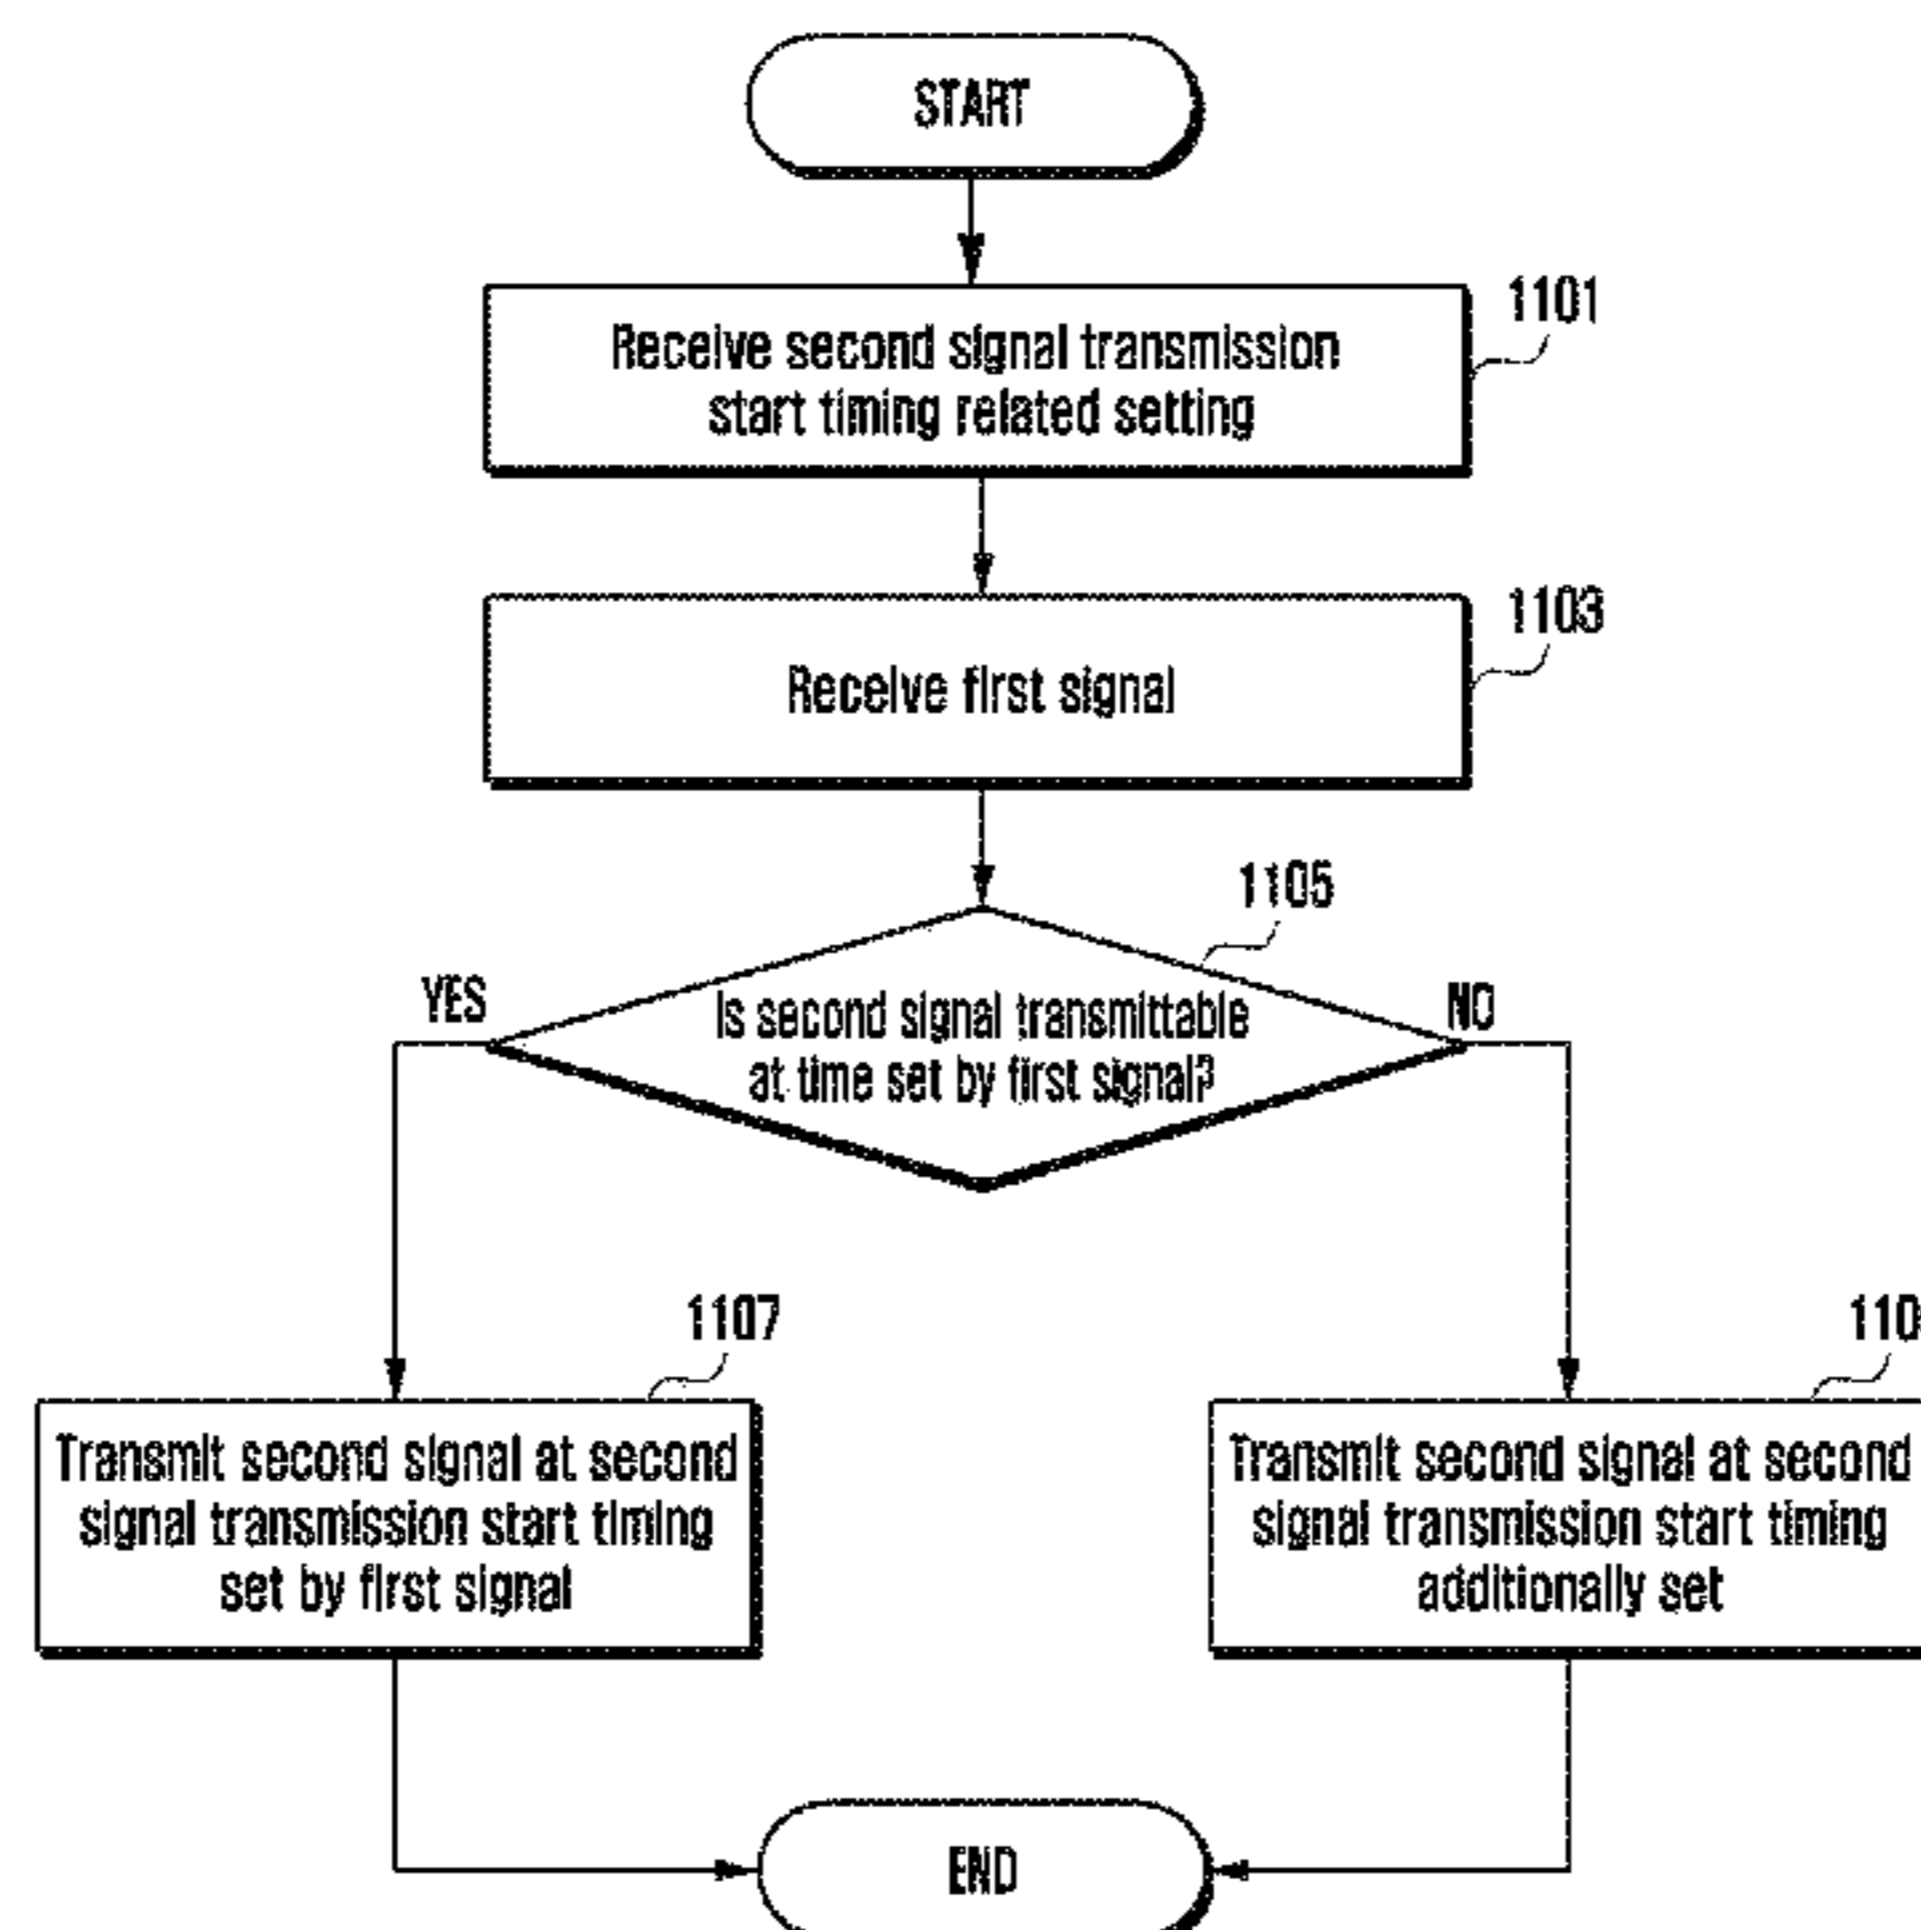 START
1101
Receive second signal transmission
start timing related setting
1103
Receive first signal
1105
YES
NO
Is second signal transmittable
at time set by first signal?
1107
Transmit second signal at second
signal transmission start timing
set by first signal
Transmit second signal at second
signal transmission start timing
additionally set
END